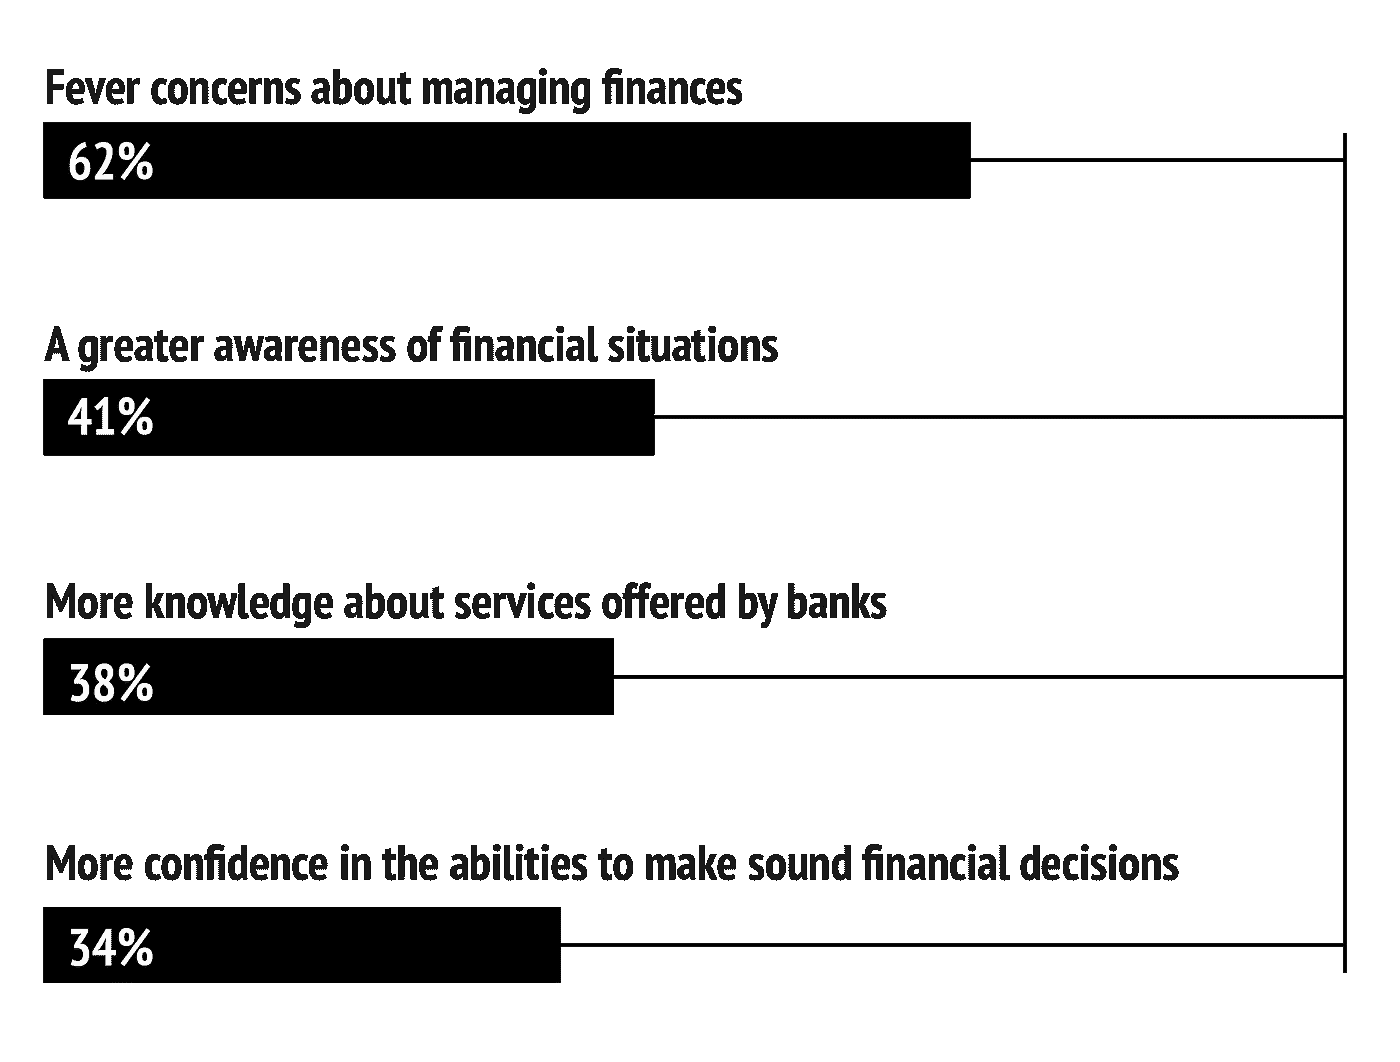 Fever concerns about managing finances
62%
A greater awareness of financial situations
41%
More knowledge about services offered by banks
38%
More confidence in the abilities to make sound financial decisions
34%